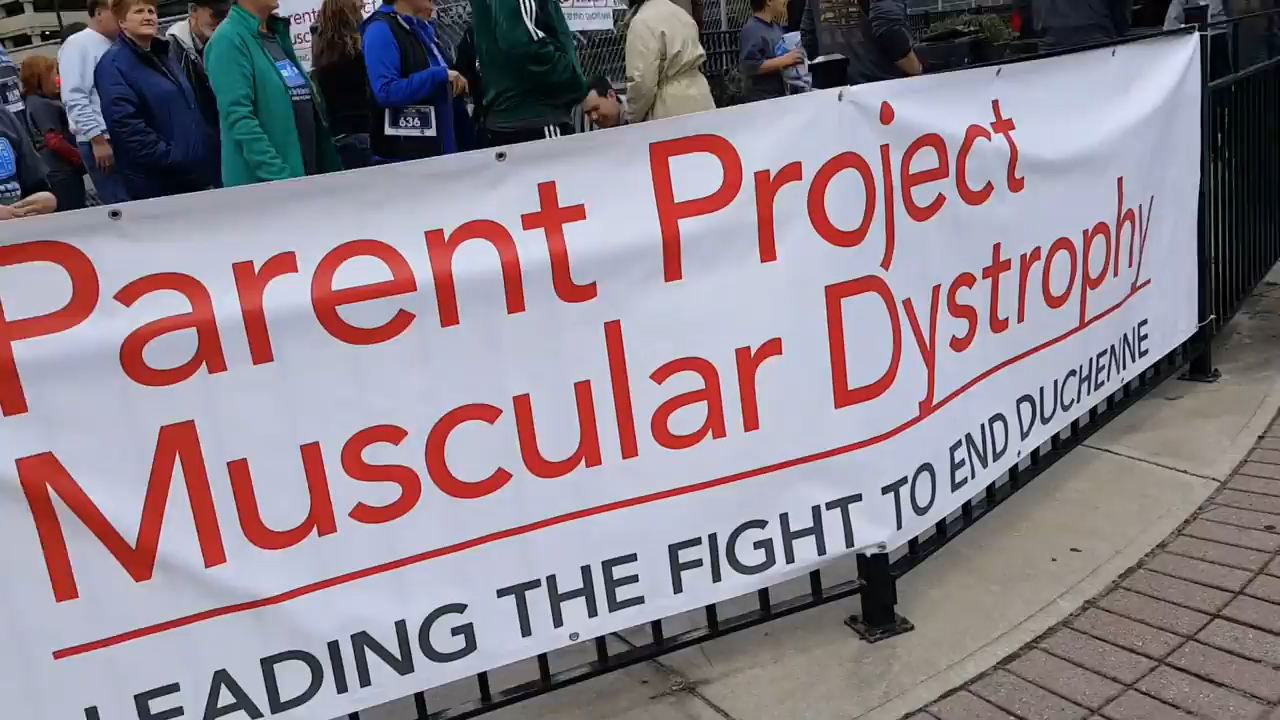 Parent Project
Muscular Dystrophy
LEADING THE FIGHT TO END DUCHENNE
636